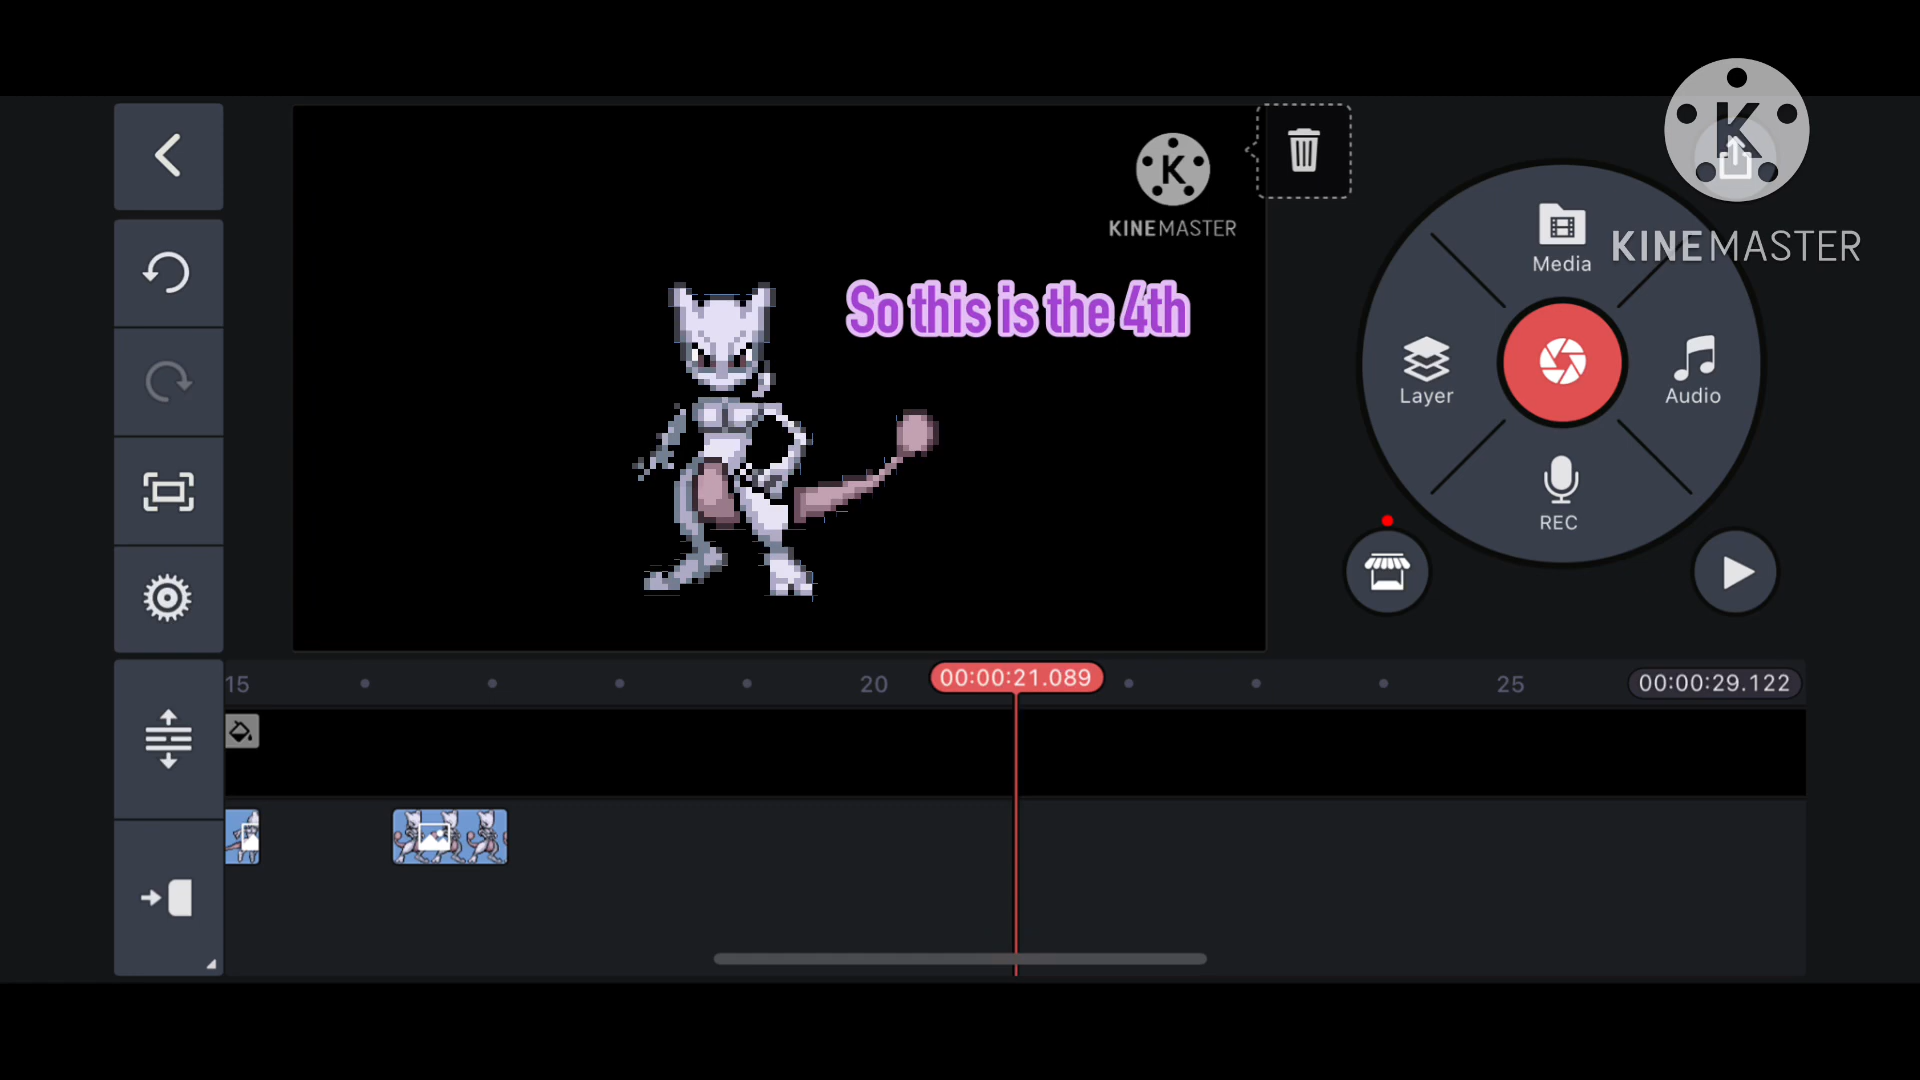 K
KINEMASTER
K
KINEMASTER
So this is the 4th
Media
Layer
Audio
REC
15
20
00:00:21.089
25
00:00:29.122